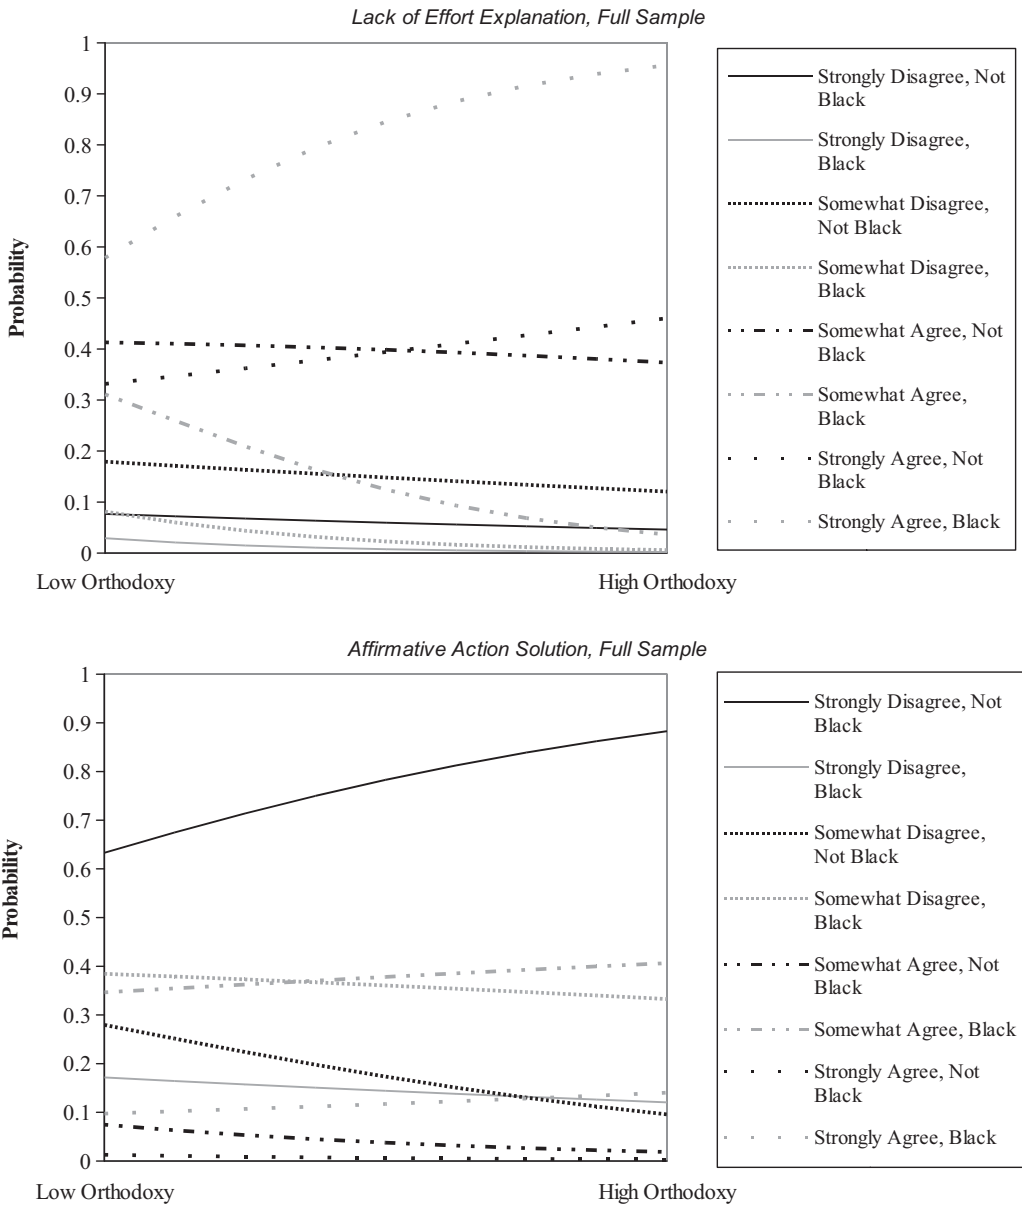 Lack of Effort Explanation, Full Sample
1
0.9
0.8
0.7
0.6
0.5
0.4
0.3
0.2
0.1
0
Probability
Low Orthodoxy
High Orthodoxy
Strongly Disagree, Not
Black
Strongly Disagree,
Black
Somewhat Disagree,
Not Black
Somewhat Disagree,
Black
Somewhat Agree, Not
Black
Somewhat Agree,
Black
Strongly Agree, Not
Black
Strongly Agree, Black
Affirmative Action Solution, Full Sample
1
0.9
0.8
0.7
0.6
0.5
0.4
0.3
0.2
0.1
0
Probability
Low Orthodoxy
High Orthodoxy
Strongly Disagree, Not
Black
Strongly Disagree,
Black
Somewhat Disagree,
Not Black
Somewhat Disagree,
Black
Somewhat Agree, Not
Black
Somewhat Agree, Black
Strongly Agree, Not
Black
Strongly Agree, Black